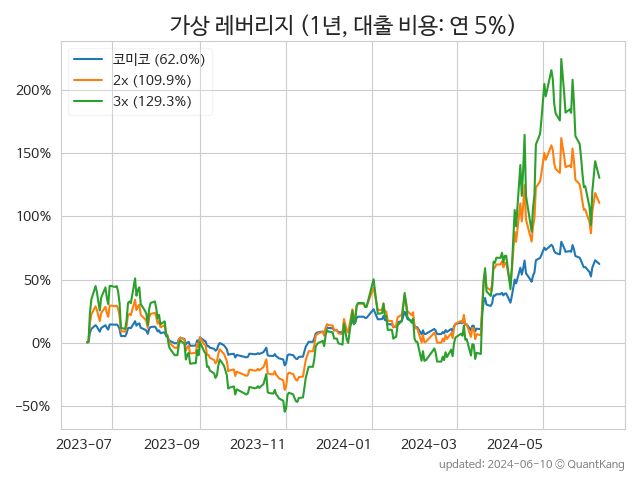 가상 레버리지 (1년, 대출 비용: 연 5%)
코미코 (62.0%)
2x (109.9%)
3x (129.3%)
200%
150%
100%
50%
0%
−50%
2023-07 2023-09 2023-11 2024-01 2024-03 2024-05
updated: 2024-06-10 © QuantKang